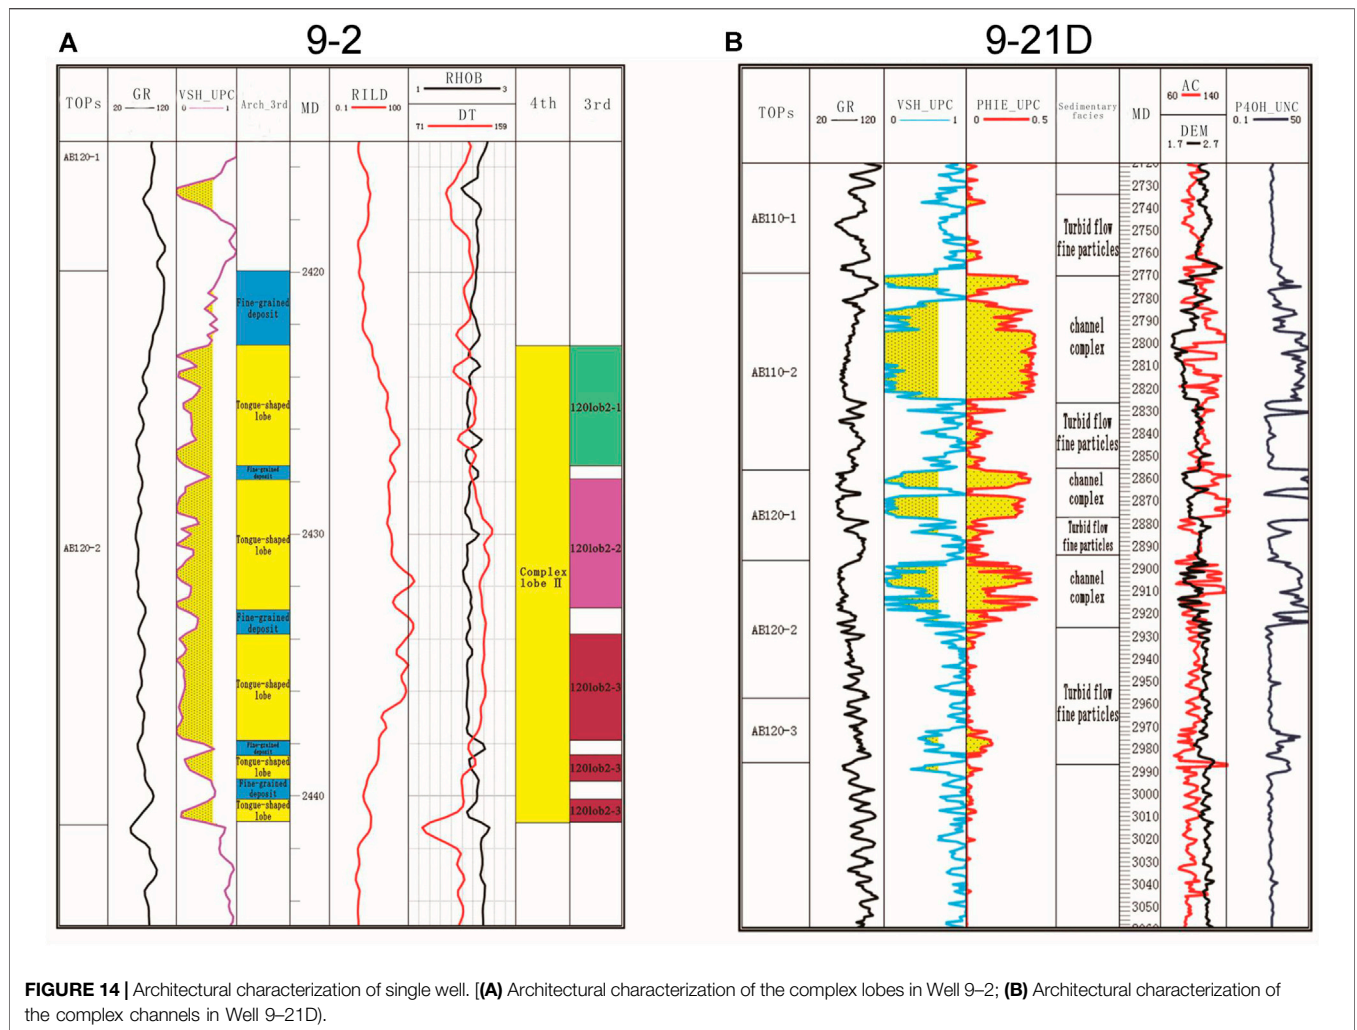 A
9-2
TOPs
GR
20 120
VSH_UPC
0 1
Arch_3rd
MD
RILD
0.1 100
RHOB
1 3
DT
71 159
4th
3rd
AB120-1
2420
Fine-grained
deposit
Tongue-shaped
lobe
120lob2-1
Fine-grained
deposit
AB120-2
2430
Tongue-shaped
lobe
120lob2-2
Complex
lobe Ⅱ
Fine-grained
deposit
Tongue-shaped
lobe
120lob2-3
Fine-grained
deposit
Tongue-shaped
lobe
120lob2-3
Fine-grained
deposit
2440
Tongue-shaped
lobe
120lob2-3
B
9-21D
TOPs
GR
20 120
VSH_UPC
0 1
PHIE_UPC
0 0.5
Sedimentary
facies
MD
AC
60 140
DEM
1.7 2.7
P40H_UNC
0.1 50
AB110-1
AB110-2
AB120-1
AB120-2
AB120-3
Turbid flow
fine particles
channel
complex
Turbid flow
fine particles
channel
complex
Turbid flow
fine particles
channel
complex
Turbid flow
fine particles
2720
2730
2740
2750
2760
2770
2780
2790
2800
2810
2820
2830
2840
2850
2860
2870
2880
2890
2900
2910
2920
2930
2940
2950
2960
2970
2980
2990
3000
3010
3020
3030
3040
3050
3060
FIGURE 14 | Architectural characterization of single well. [(A) Architectural characterization of the complex lobes in Well 9–2; (B) Architectural characterization of
the complex channels in Well 9–21D).